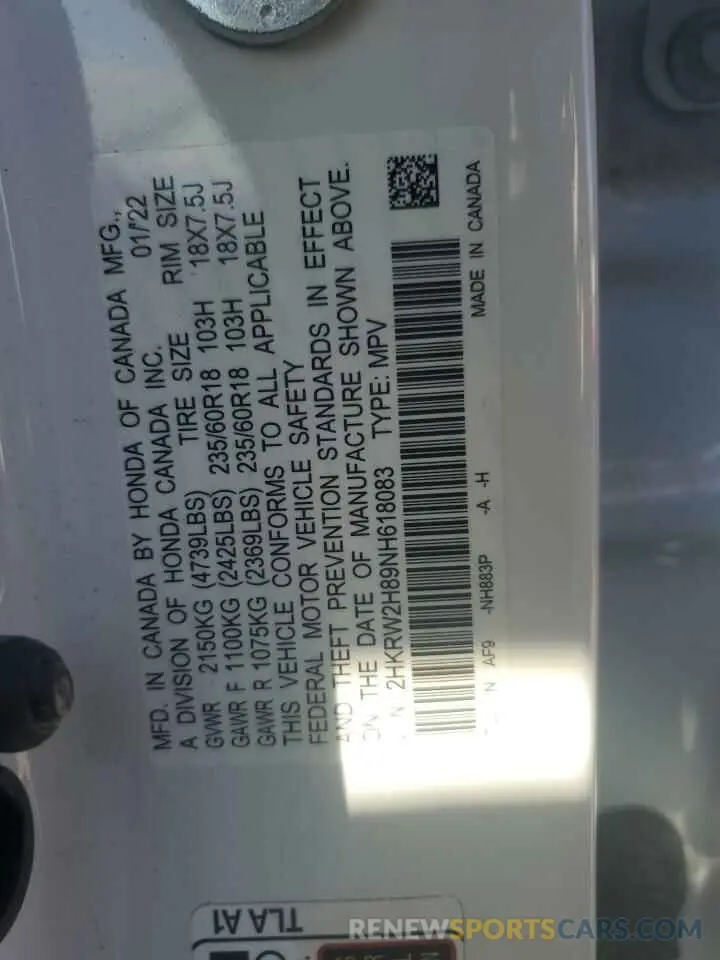 MFD. IN CANADA BY HONDA OF CANADA MFG.,
A DIVISION OF HONDA CANADA INC. 01/22
GVWR 2150KG (4739LBS) TIRE SIZE RIM SIZE
GAWR F 1100KG (2425LBS) 235/60R18 103H 18X7.5J
GAWR R 1075KG (2369LBS) 235/60R18 103H 18X7.5J
THIS VEHICLE CONFORMS TO ALL APPLICABLE
FEDERAL MOTOR VEHICLE SAFETY
AND THEFT PREVENTION STANDARDS IN EFFECT
ON THE DATE OF MANUFACTURE SHOWN ABOVE.
2HKRW2H89NH618083 TYPE: MPV
N AF9 -NH883P -A -H MADE IN CANADA
TLA A1
RENEWSPORTSCARS.COM